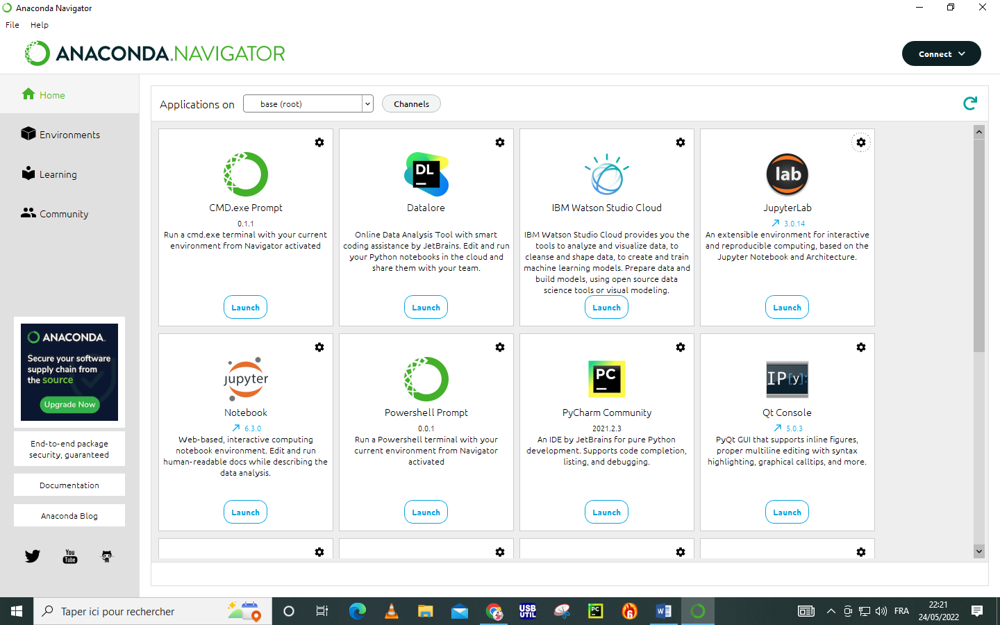 Anaconda Navigator
File Help
ANACONDA.NAVIGATOR
Connect
Home
Environments
Learning
Community
ANACONDA.
Secure your software
supply chain from
the source
Upgrade Now
End-to-end package
security, guaranteed
Documentation
Anaconda Blog
You
Tube
Applications on base (root) Channels
CMD.exe Prompt
0.1.1
Run a cmd.exe terminal with your current
environment from Navigator activated
Launch
DL
Datalore
Online Data Analysis Tool with smart
coding assistance by JetBrains. Edit and run
your Python notebooks in the cloud and
share them with your team.
Launch
IBM Watson Studio Cloud
IBM Watson Studio Cloud provides you the
tools to analyze and visualize data, to
cleanse and shape data, to create and train
machine learning models. Prepare data and
build models, using open source data
science tools or visual modeling.
Launch
lab
JupyterLab
3.0.14
An extensible environment for interactive
and reproducible computing, based on the
Jupyter Notebook and Architecture.
Launch
jupyter
Notebook
6.3.0
Web-based, interactive computing
notebook environment. Edit and run
human-readable docs while describing the
data analysis.
Launch
Powershell Prompt
0.0.1
Run a Powershell terminal with your
current environment from Navigator
activated
Launch
PC
PyCharm Community
2021.2.3
An IDE by JetBrains for pure Python
development. Supports code completion,
listing, and debugging.
Launch
IP[y]:
Qt Console
5.0.3
PyQt GUI that supports inline figures,
proper multiline editing with syntax
highlighting, graphical calltips, and more.
Launch
Taper ici pour rechercher
USB
UTIL
PC
6
W
FRA
22:21
24/05/2022